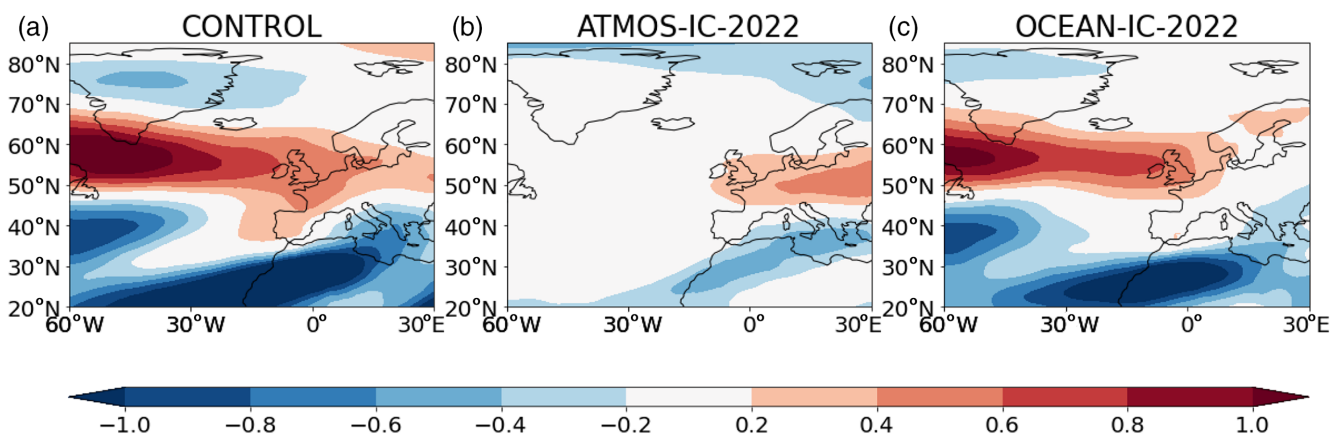 (a) CONTROL (b) ATMOS-IC-2022 (c) OCEAN-IC-2022
80°N 80°N 80°N
70°N 70°N 70°N
60°N 60°N 60°N
50°N 50°N 50°N
40°N 40°N 40°N
30°N 30°N 30°N
20°N 20°N 20°N
60°W 30°W 0° 30°E 60°W 30°W 0° 30°E 60°W 30°W 0° 30°E
−1.0 −0.8 −0.6 −0.4 −0.2 0.2 0.4 0.6 0.8 1.0